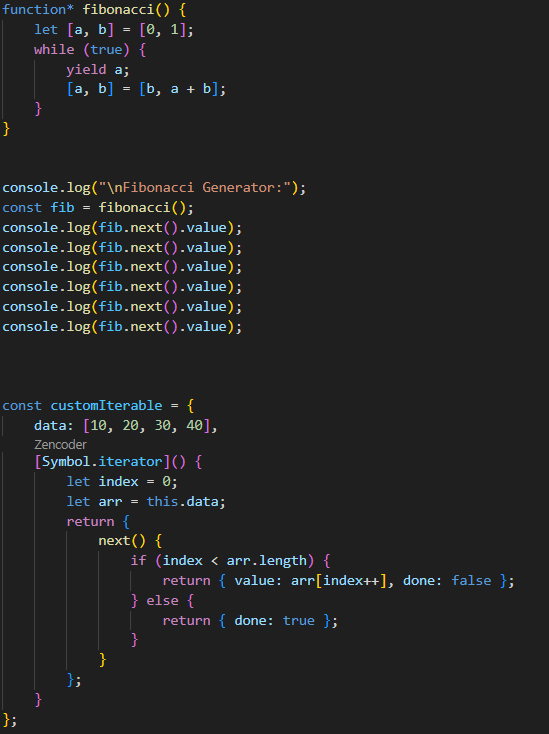 function* fibonacci() {
    let [a, b] = [0, 1];
    while (true) {
        yield a;
        [a, b] = [b, a + b];
    }
}
console.log("\nFibonacci Generator:");
const fib = fibonacci();
console.log(fib.next().value);
console.log(fib.next().value);
console.log(fib.next().value);
console.log(fib.next().value);
console.log(fib.next().value);
console.log(fib.next().value);
const customIterable = {
    data: [10, 20, 30, 40],
    Zencoder
    [Symbol.iterator]() {
        let index = 0;
        let arr = this.data;
        return {
            next() {
                if (index < arr.length) {
                    return { value: arr[index++], done: false };
                } else {
                    return { done: true };
                }
            }
        };
    }
};